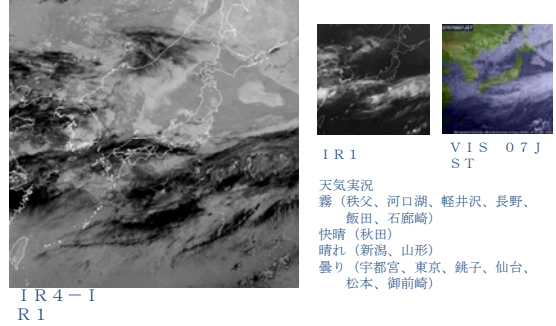 ＩＲ４－Ｉ
Ｒ１
ＩＲ１
ＶＩＳ　０７Ｊ
ＳＴ
天気実況
霧（秩父、河口湖、軽井沢、長野、
飯田、石廊崎）
快晴（秋田）
晴れ（新潟、山形）
曇り（宇都宮、東京、銚子、仙台、
松本、御前崎）